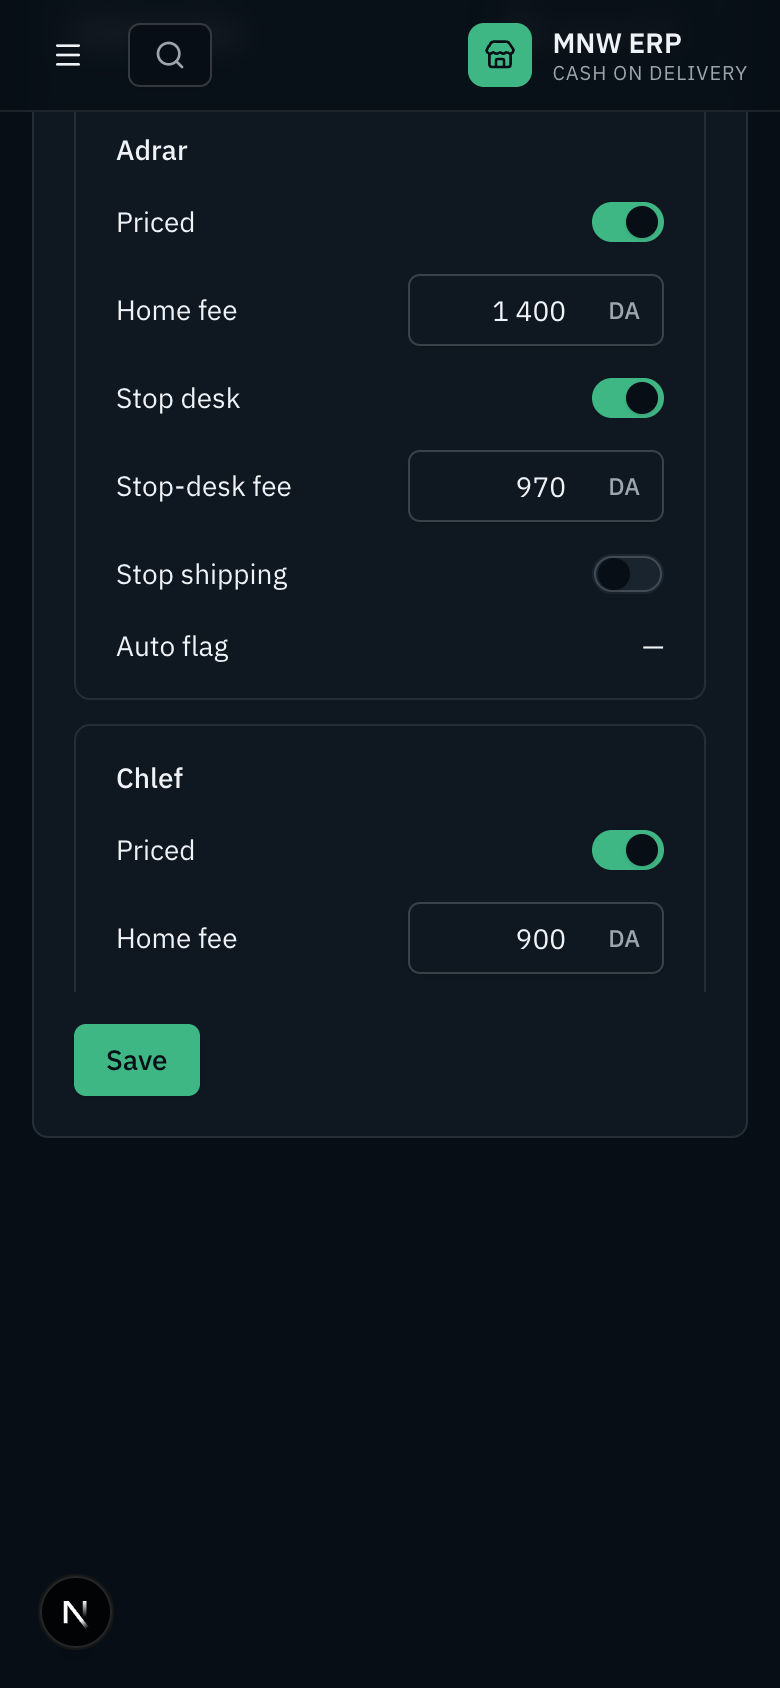 MNW ERP
CASH ON DELIVERY
Adrar
Priced
Home fee 1 400 DA
Stop desk
Stop-desk fee 970 DA
Stop shipping
Auto flag —
Chlef
Priced
Home fee 900 DA
Save
N